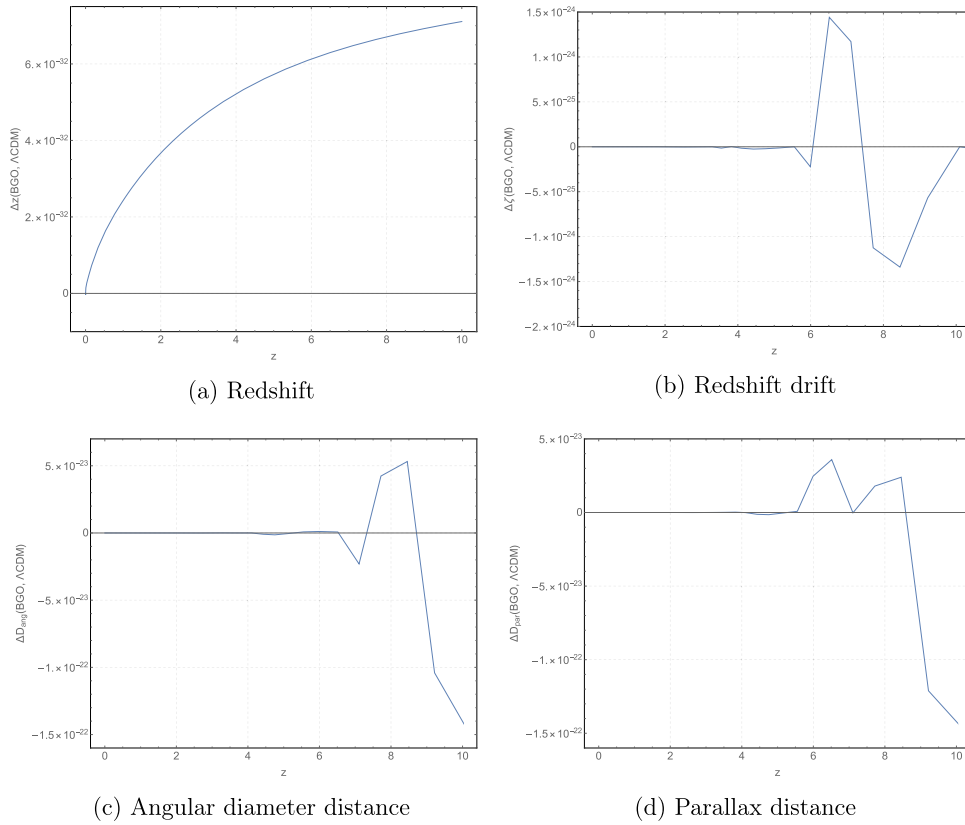 6.×10⁻³²
4.×10⁻³²
2.×10⁻³²
0
Δz(BGO, ΛCDM)
0 2 4 6 8 10
z
(a) Redshift
1.5×10⁻²⁴
1.×10⁻²⁴
5.×10⁻²⁵
0
−5.×10⁻²⁵
−1.×10⁻²⁴
−1.5×10⁻²⁴
−2.×10⁻²⁴
Δζ(BGO, ΛCDM)
0 2 4 6 8 10
z
(b) Redshift drift
5.×10⁻²³
0
−5.×10⁻²³
−1.×10⁻²²
−1.5×10⁻²²
ΔD_ang(BGO, ΛCDM)
0 2 4 6 8 10
z
(c) Angular diameter distance
5.×10⁻²³
0
−5.×10⁻²³
−1.×10⁻²²
−1.5×10⁻²²
ΔD_par(BGO, ΛCDM)
0 2 4 6 8 10
z
(d) Parallax distance